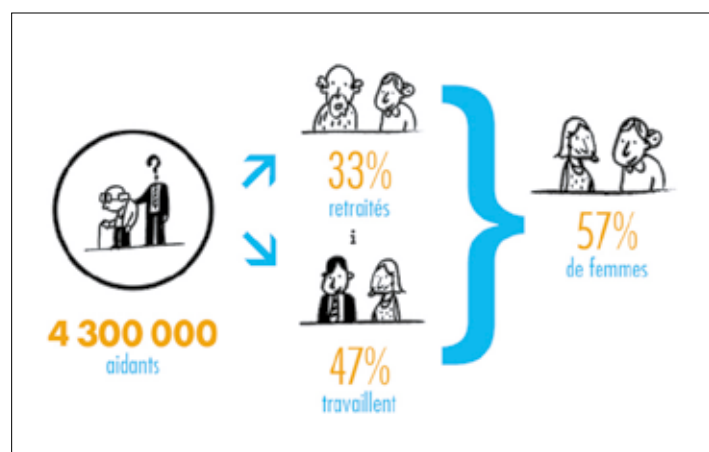 ?
33%
retraités
i
47%
travaillent
4 300 000
aidants
57%
de femmes